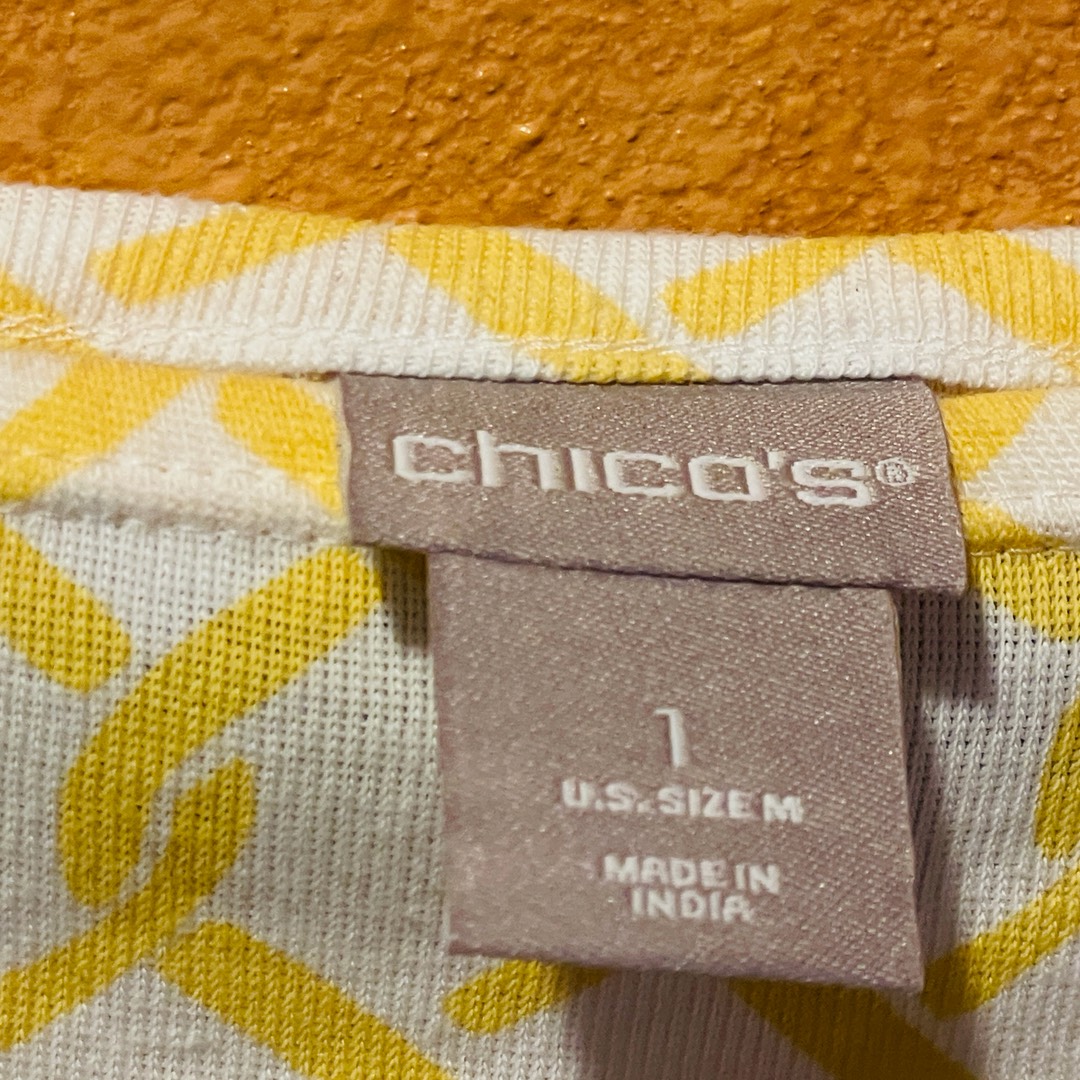 chico's®
1
U.S. SIZE M
MADE IN
INDIA